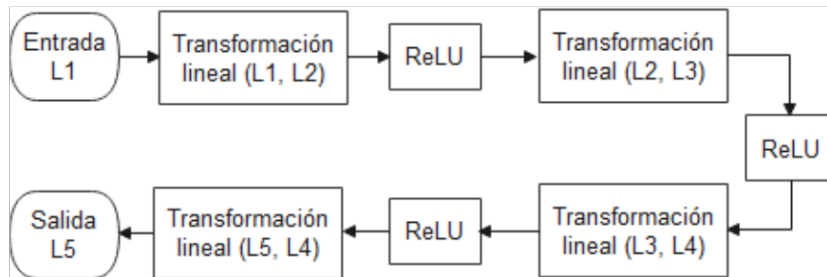 Entrada
L1
Transformación
lineal (L1, L2)
ReLU
Transformación
lineal (L2, L3)
ReLU
Transformación
lineal (L3, L4)
ReLU
Transformación
lineal (L5, L4)
Salida
L5